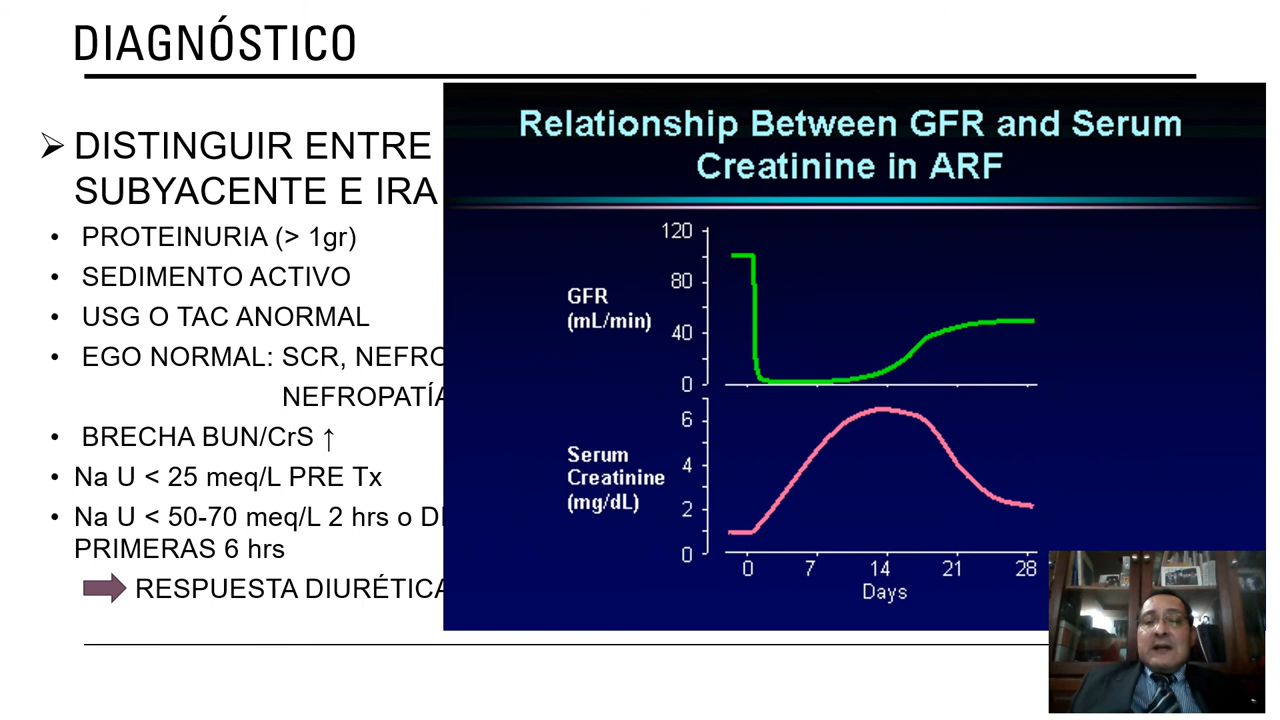 DIAGNÓSTICO
➢ DISTINGUIR ENTRE
SUBYACENTE E IRA
• PROTEINURIA (> 1gr)
• SEDIMENTO ACTIVO
• USG O TAC ANORMAL
• EGO NORMAL: SCR, NEFRO
NEFROPATÍA
• BRECHA BUN/CrS ↑
• Na U < 25 meq/L PRE Tx
• Na U < 50-70 meq/L 2 hrs o
PRIMERAS 6 hrs
RESPUESTA DIURÉTICA
Relationship Between GFR and Serum
Creatinine in ARF
GFR
(mL/min)
120
80
40
0
Serum
Creatinine
(mg/dL)
6
4
2
0
0 7 14 21 28
Days